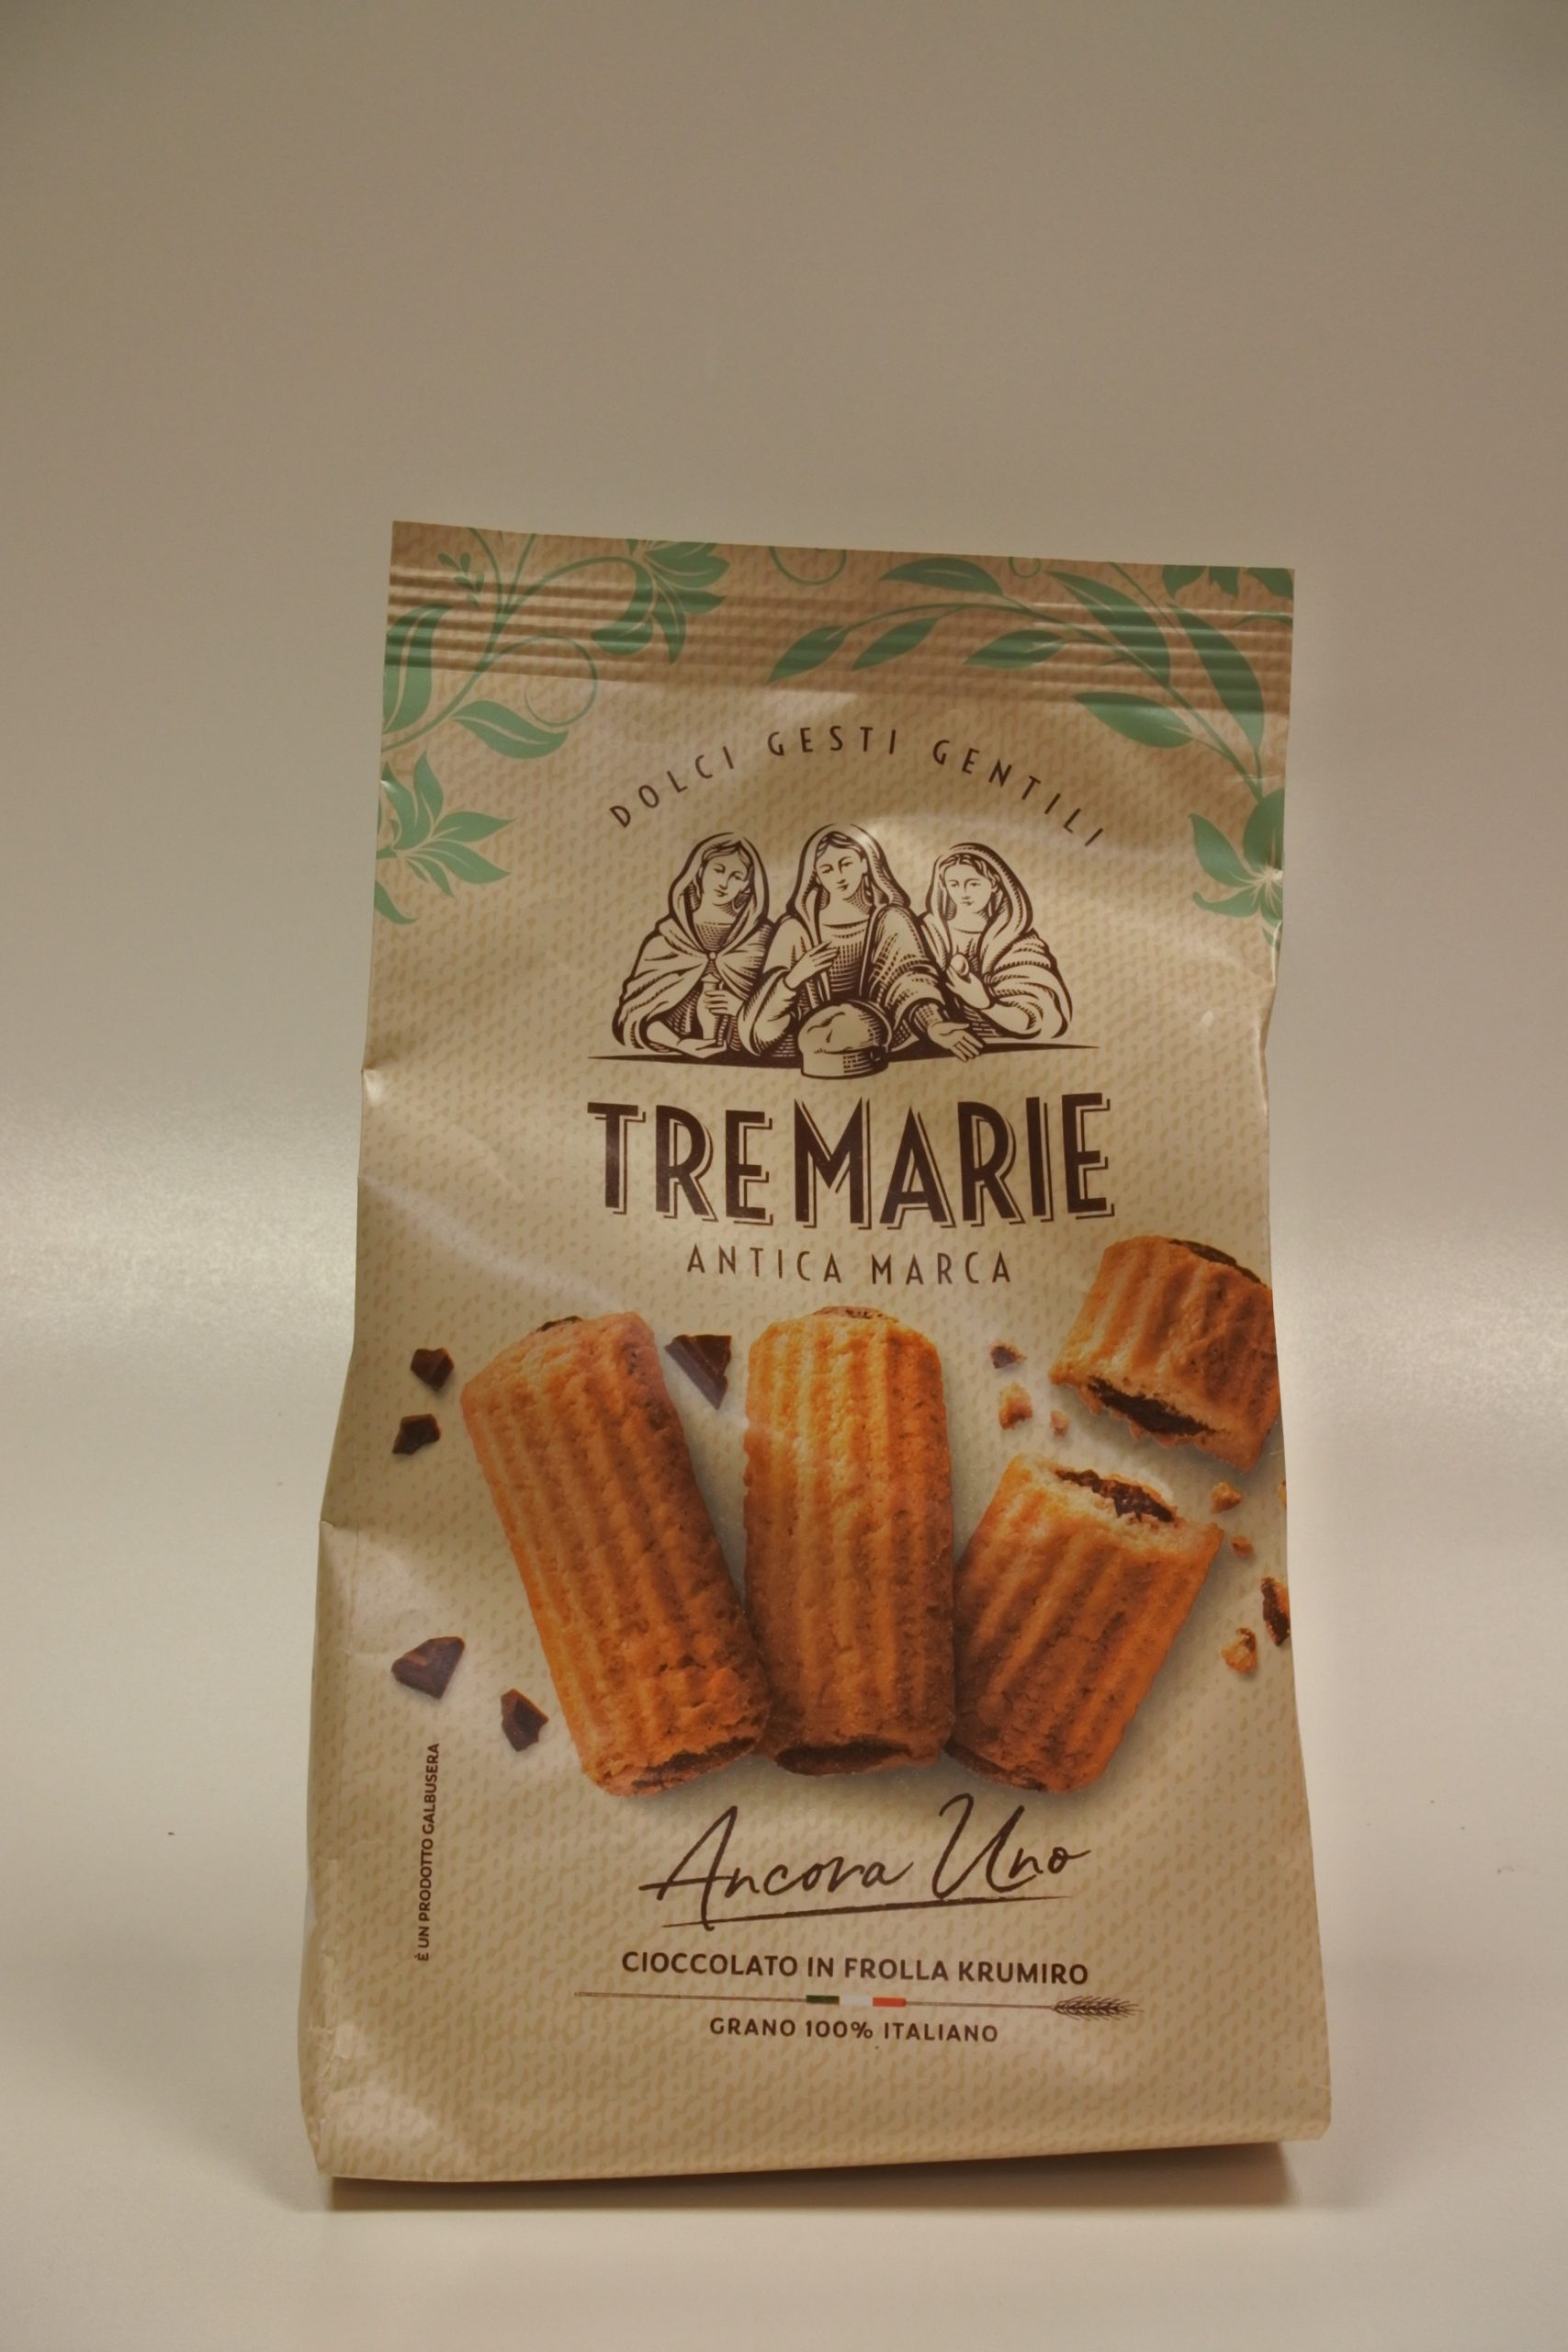 DOLCI GESTI GENTILI
TRE MARIE
ANTICA MARCA
È UN PRODOTTO GALBUSERA
Ancora Uno
CIOCCOLATO IN FROLLA KRUMIRO
GRANO 100% ITALIANO